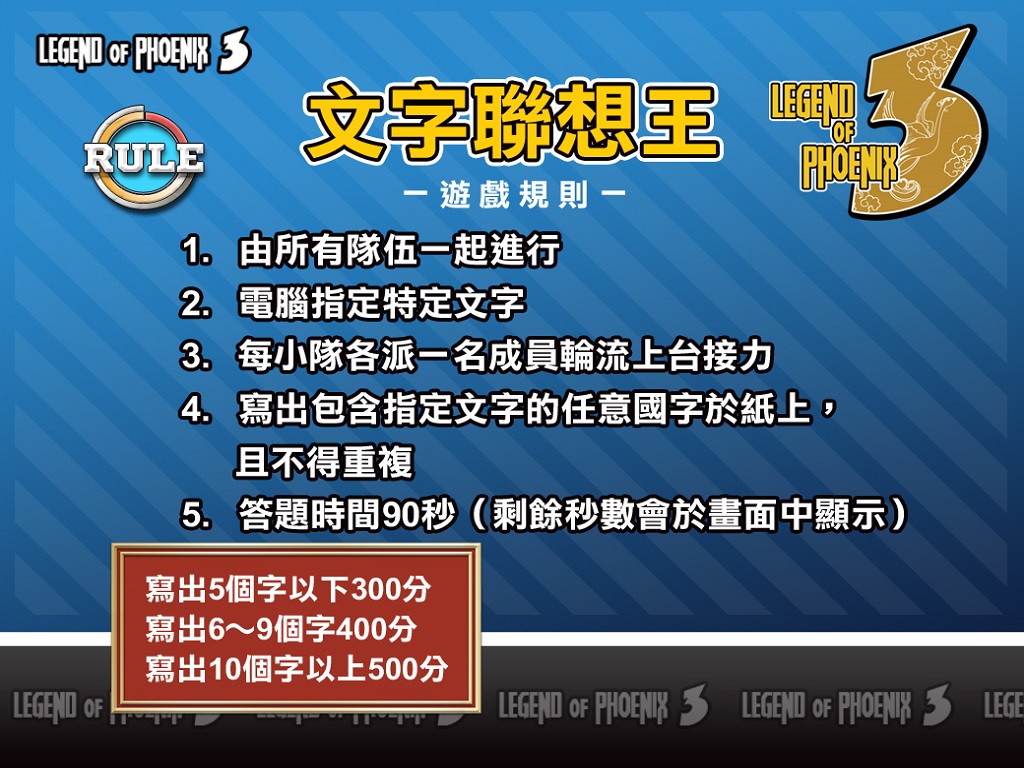 LEGEND OF PHOENIX 3
LEGEND
OF
PHOENIX
3
RULE
文字聯想王
－遊戲規則－
1. 由所有隊伍一起進行
2. 電腦指定特定文字
3. 每小隊各派一名成員輪流上台接力
4. 寫出包含指定文字的任意國字於紙上，
且不得重複
5. 答題時間90秒（剩餘秒數會於畫面中顯示）
寫出5個字以下300分
寫出6～9個字400分
寫出10個字以上500分
LEGEND OF LEGEND OF PHOENIX 3 LEGEND OF PHOENIX 3 LEGE